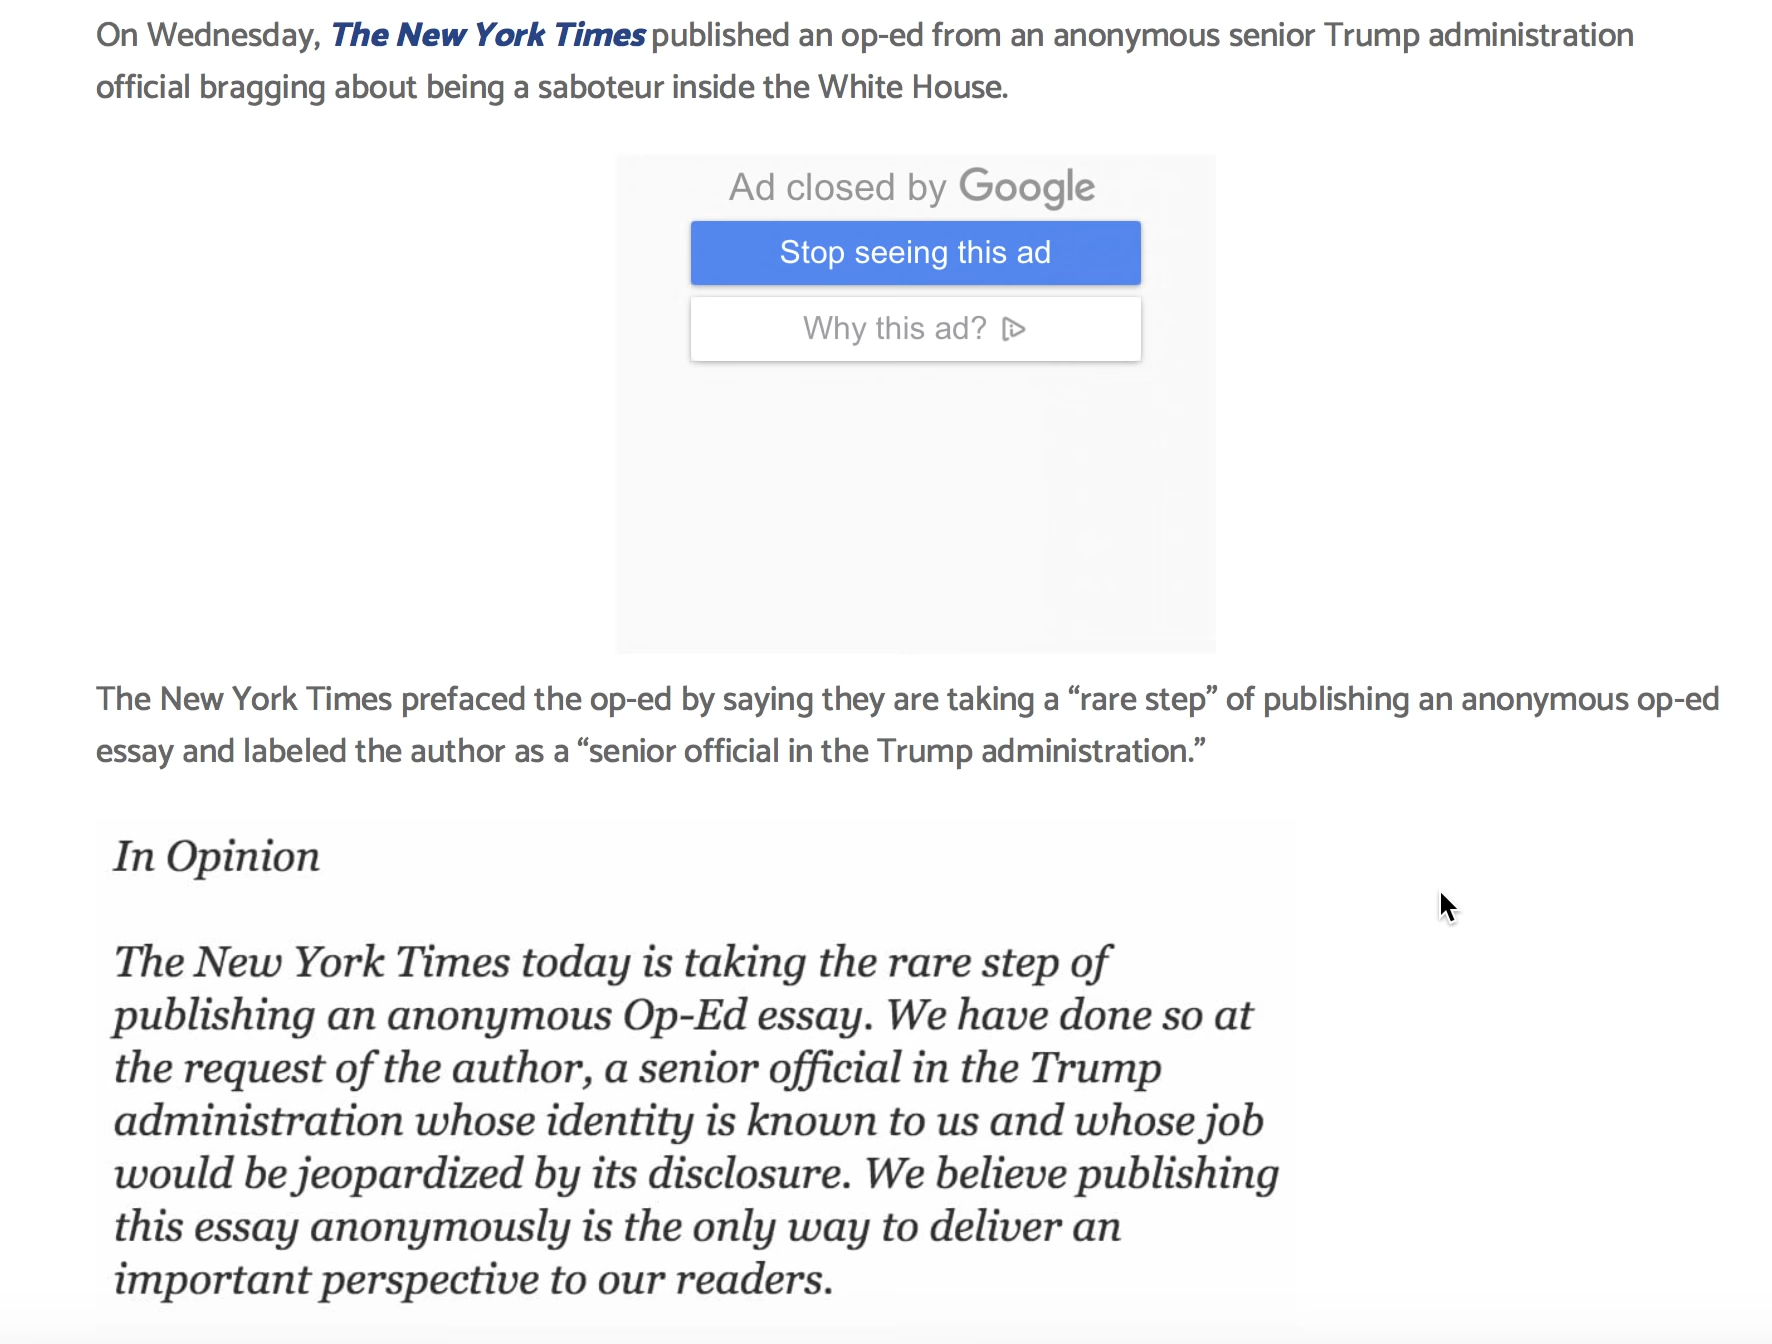 On Wednesday, The New York Times published an op-ed from an anonymous senior Trump administration
official bragging about being a saboteur inside the White House.
Ad closed by Google
Stop seeing this ad
Why this ad?
The New York Times prefaced the op-ed by saying they are taking a “rare step” of publishing an anonymous op-ed
essay and labeled the author as a “senior official in the Trump administration.”
In Opinion
The New York Times today is taking the rare step of
publishing an anonymous Op-Ed essay. We have done so at
the request of the author, a senior official in the Trump
administration whose identity is known to us and whose job
would be jeopardized by its disclosure. We believe publishing
this essay anonymously is the only way to deliver an
important perspective to our readers.